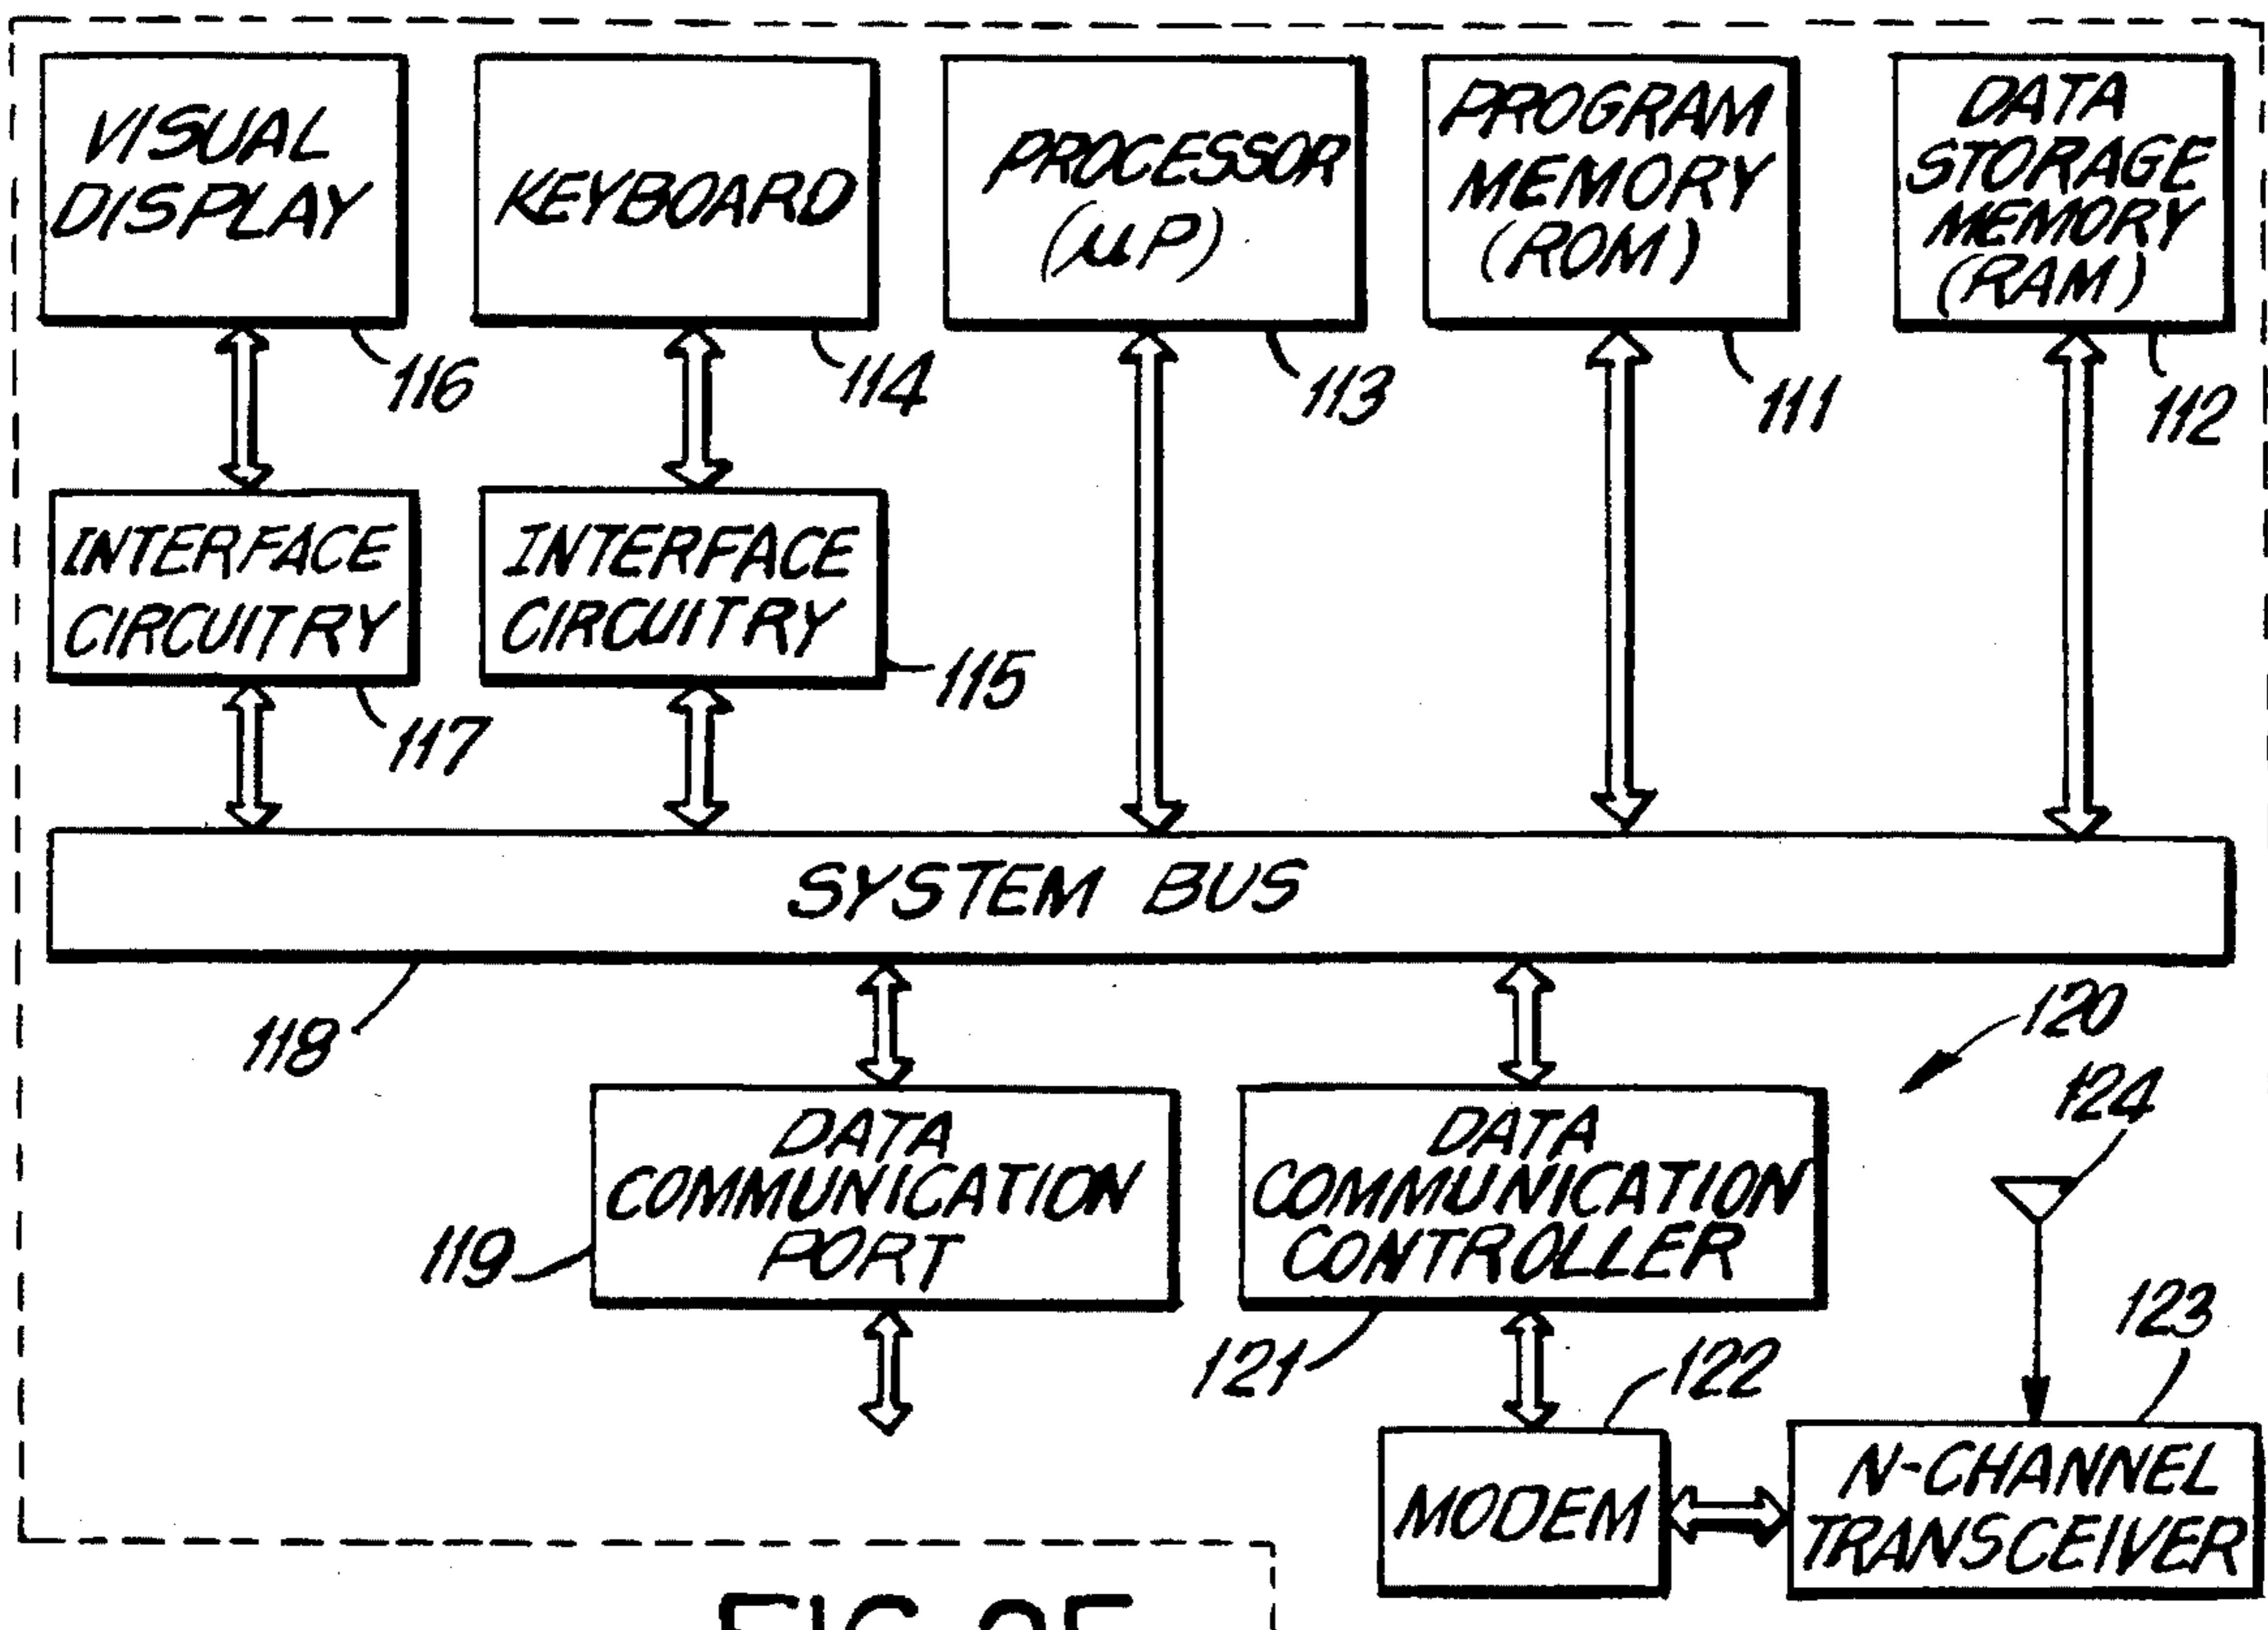 VISUAL
DISPLAY
KEYBOARD
PROCESSOR
(μP)
PROGRAM
MEMORY
(ROM)
DATA
STORAGE
MEMORY
(RAM)
116
114
113
111
112
INTERFACE
CIRCUITRY
INTERFACE
CIRCUITRY
117
115
SYSTEM BUS
118
120
124
DATA
COMMUNICATION
PORT
119
DATA
COMMUNICATION
CONTROLLER
121
122
123
MODEM
N-CHANNEL
TRANSCEIVER